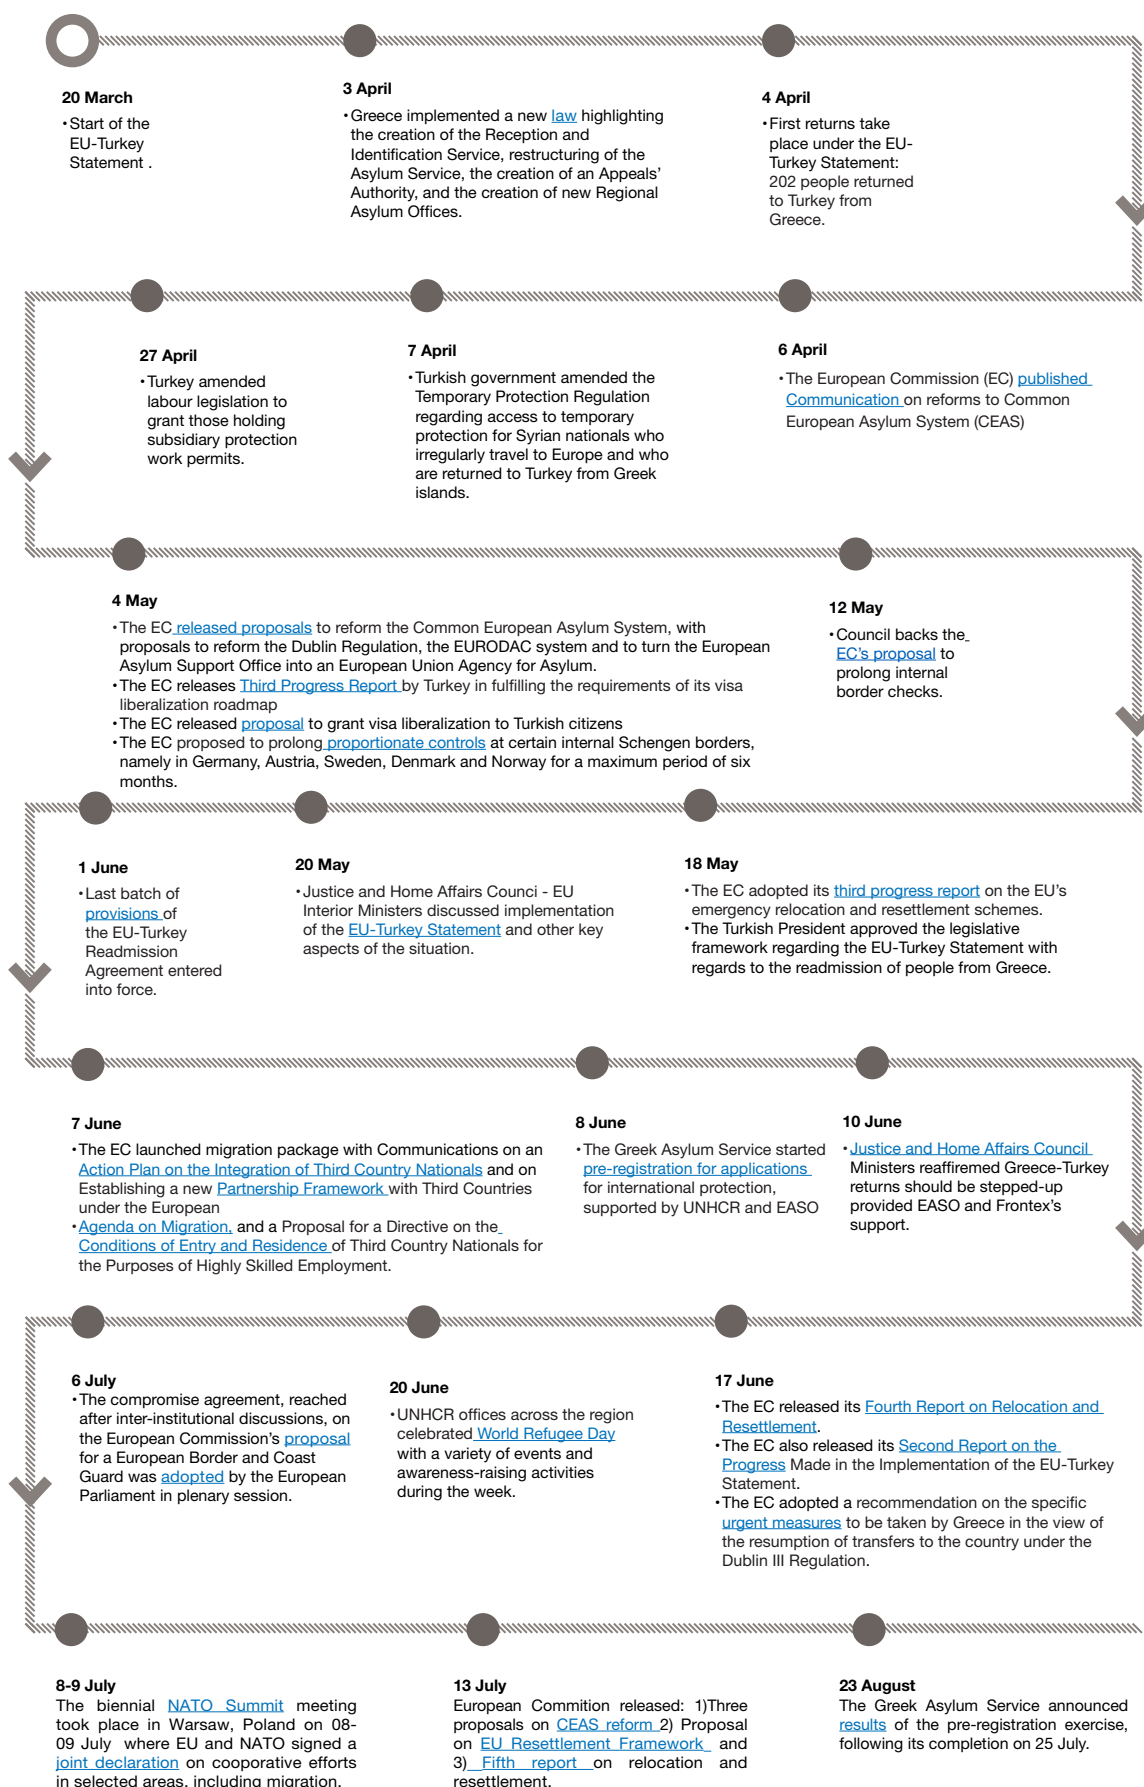 20 March
•Start of the
EU-Turkey
Statement .
3 April
•Greece implemented a new law highlighting
the creation of the Reception and
Identification Service, restructuring of the
Asylum Service, the creation of an Appeals’
Authority, and the creation of new Regional
Asylum Offices.
4 April
•First returns take
place under the EU-
Turkey Statement:
202 people returned
to Turkey from
Greece.
6 April
•The European Commission (EC) published
Communication on reforms to Common
European Asylum System (CEAS)
7 April
•Turkish government amended the
Temporary Protection Regulation
regarding access to temporary
protection for Syrian nationals who
irregularly travel to Europe and who
are returned to Turkey from Greek
islands.
27 April
•Turkey amended
labour legislation to
grant those holding
subsidiary protection
work permits.
4 May
•The EC released proposals to reform the Common European Asylum System, with
proposals to reform the Dublin Regulation, the EURODAC system and to turn the European
Asylum Support Office into an European Union Agency for Asylum.
•The EC releases Third Progress Report by Turkey in fulfilling the requirements of its visa
liberalization roadmap
•The EC released proposal to grant visa liberalization to Turkish citizens
•The EC proposed to prolong proportionate controls at certain internal Schengen borders,
namely in Germany, Austria, Sweden, Denmark and Norway for a maximum period of six
months.
12 May
•Council backs the
EC’s proposal to
prolong internal
border checks.
18 May
•The EC adopted its third progress report on the EU’s
emergency relocation and resettlement schemes.
•The Turkish President approved the legislative
framework regarding the EU-Turkey Statement with
regards to the readmission of people from Greece.
20 May
•Justice and Home Affairs Counci - EU
Interior Ministers discussed implementation
of the EU-Turkey Statement and other key
aspects of the situation.
1 June
•Last batch of
provisions of
the EU-Turkey
Readmission
Agreement entered
into force.
7 June
•The EC launched migration package with Communications on an
Action Plan on the Integration of Third Country Nationals and on
Establishing a new Partnership Framework with Third Countries
under the European
•Agenda on Migration, and a Proposal for a Directive on the
Conditions of Entry and Residence of Third Country Nationals for
the Purposes of Highly Skilled Employment.
8 June
•The Greek Asylum Service started
pre-registration for applications
for international protection,
supported by UNHCR and EASO
10 June
•Justice and Home Affairs Council
Ministers reaffiremed Greece-Turkey
returns should be stepped-up
provided EASO and Frontex’s
support.
17 June
•The EC released its Fourth Report on Relocation and
Resettlement.
•The EC also released its Second Report on the
Progress Made in the Implementation of the EU-Turkey
Statement.
•The EC adopted a recommendation on the specific
urgent measures to be taken by Greece in the view of
the resumption of transfers to the country under the
Dublin III Regulation.
20 June
•UNHCR offices across the region
celebrated World Refugee Day
with a variety of events and
awareness-raising activities
during the week.
6 July
•The compromise agreement, reached
after inter-institutional discussions, on
the European Commission’s proposal
for a European Border and Coast
Guard was adopted by the European
Parliament in plenary session.
8-9 July
The biennial NATO Summit meeting
took place in Warsaw, Poland on 08-
09 July where EU and NATO signed a
joint declaration on cooperative efforts
in selected areas, including migration.
13 July
European Commition released: 1)Three
proposals on CEAS reform 2) Proposal
on EU Resettlement Framework and
3) Fifth report on relocation and
resettlement.
23 August
The Greek Asylum Service announced
results of the pre-registration exercise,
following its completion on 25 July.